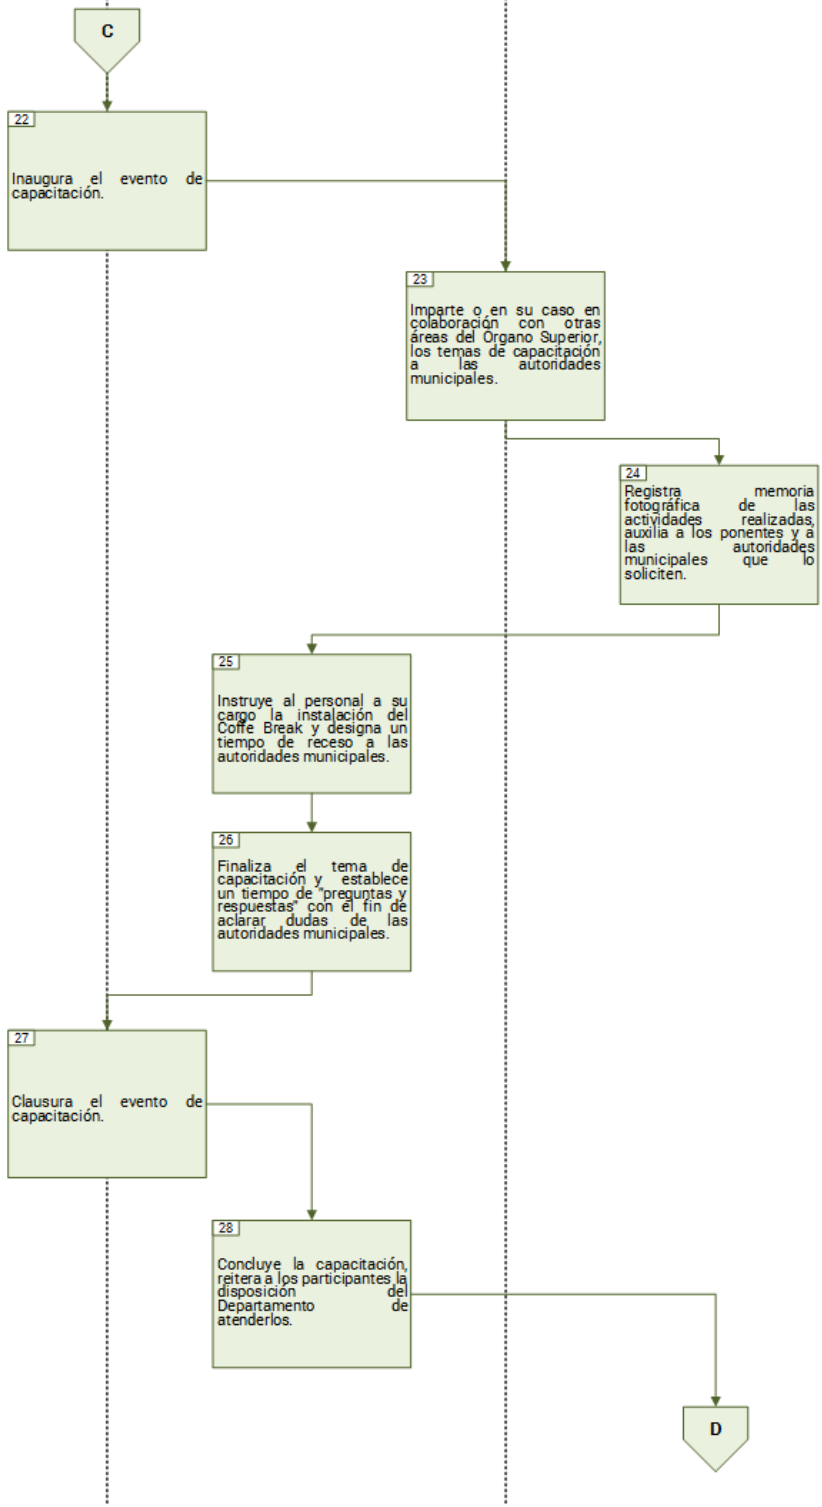 C
22
Inaugura el evento de
capacitación.
23
Imparte o en su caso en
colaboración con otras
áreas del Órgano Superior,
los temas de capacitación
a las autoridades
municipales.
24
Registra memoria
fotográfica de las
actividades realizadas,
auxilia a los ponentes y a
las autoridades
municipales que lo
soliciten.
25
Instruye al personal a su
cargo la instalación del
Coffe Break y designa un
tiempo de receso a las
autoridades municipales.
26
Finaliza el tema de
capacitación y establece
un tiempo de "preguntas y
respuestas" con el fin de
aclarar dudas de las
autoridades municipales.
27
Clausura el evento de
capacitación.
28
Concluye la capacitación,
reitera a los participantes la
disposición del
Departamento de
atenderlos.
D